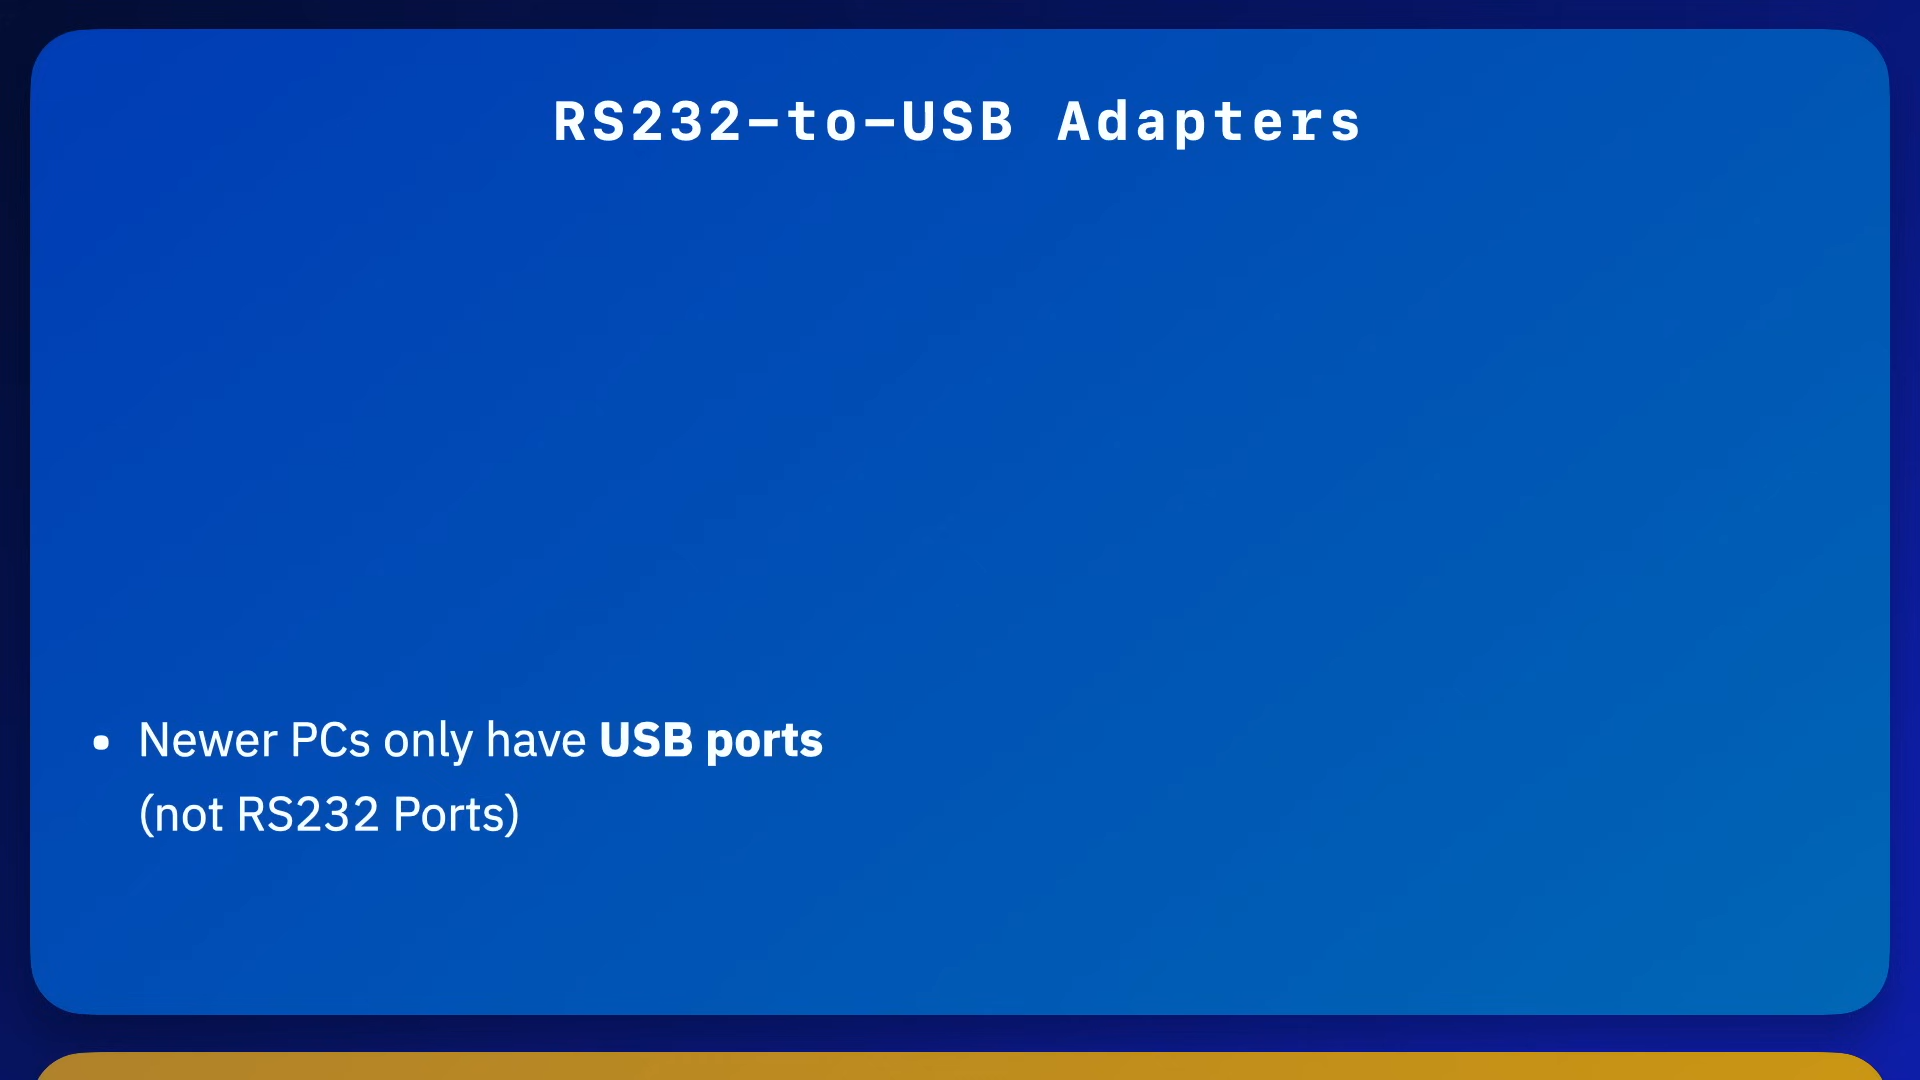 RS232-to-USB Adapters
• Newer PCs only have USB ports
(not RS232 Ports)